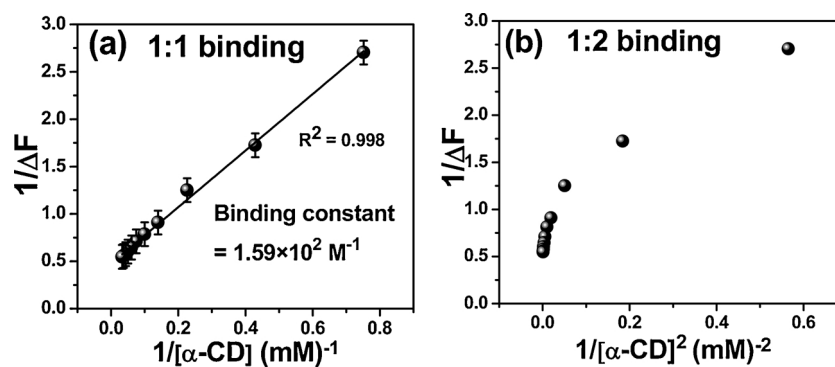 (a) 1:1 binding
R² = 0.998
Binding constant
= 1.59×10² M⁻¹
1/ΔF
3.0
2.5
2.0
1.5
1.0
0.5
0.0
0.0 0.2 0.4 0.6 0.8
1/[α-CD] (mM)⁻¹
(b) 1:2 binding
1/ΔF
3.0
2.5
2.0
1.5
1.0
0.5
0.0
0.0 0.2 0.4 0.6
1/[α-CD]² (mM)⁻²